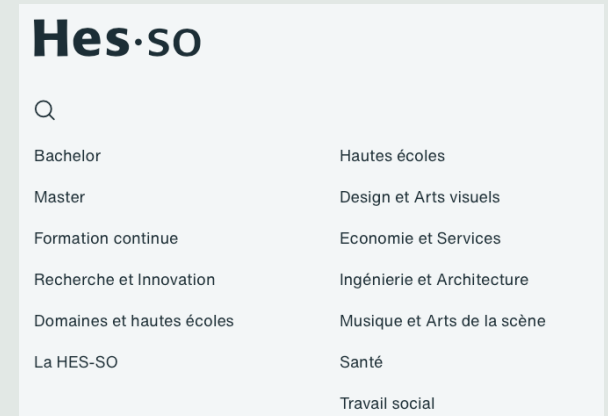 Hes·so
Bachelor
Master
Formation continue
Recherche et Innovation
Domaines et hautes écoles
La HES-SO
Hautes écoles
Design et Arts visuels
Economie et Services
Ingénierie et Architecture
Musique et Arts de la scène
Santé
Travail social